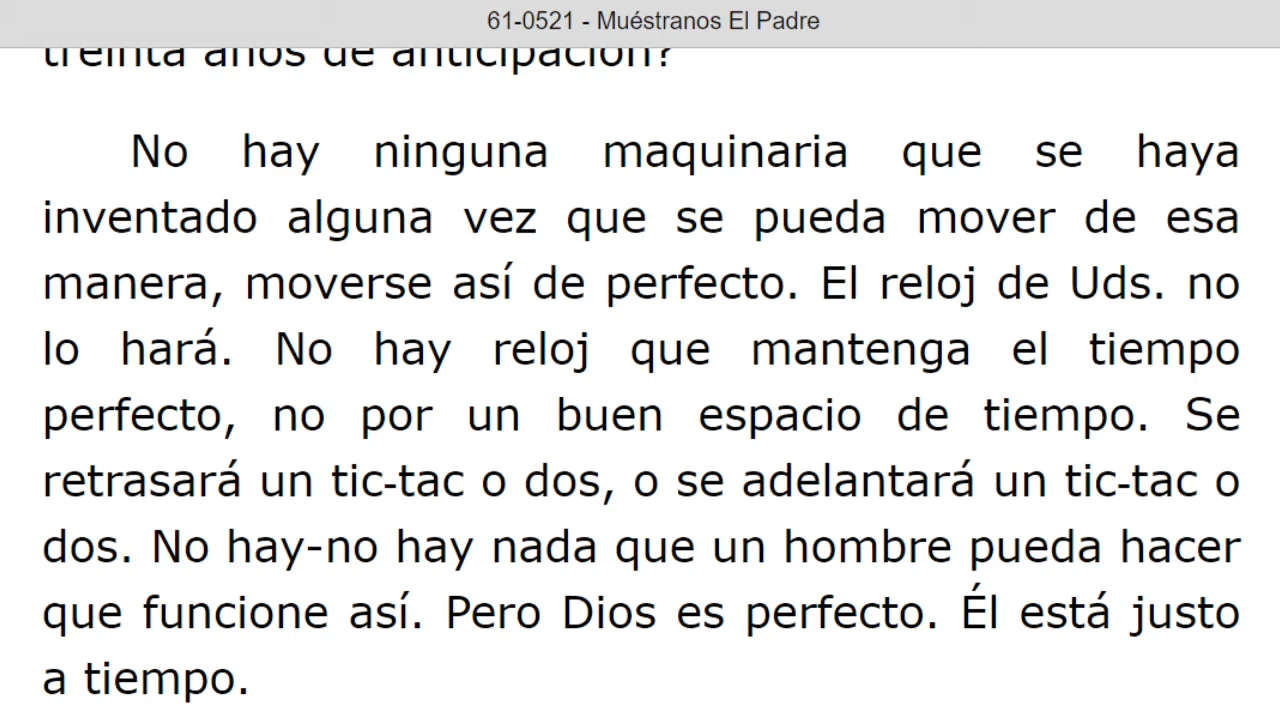 61-0521 - Muéstranos El Padre
treinta años de anticipación?
No hay ninguna maquinaria que se haya
inventado alguna vez que se pueda mover de esa
manera, moverse así de perfecto. El reloj de Uds. no
lo hará. No hay reloj que mantenga el tiempo
perfecto, no por un buen espacio de tiempo. Se
retrasará un tic-tac o dos, o se adelantará un tic-tac o
dos. No hay-no hay nada que un hombre pueda hacer
que funcione así. Pero Dios es perfecto. Él está justo
a tiempo.